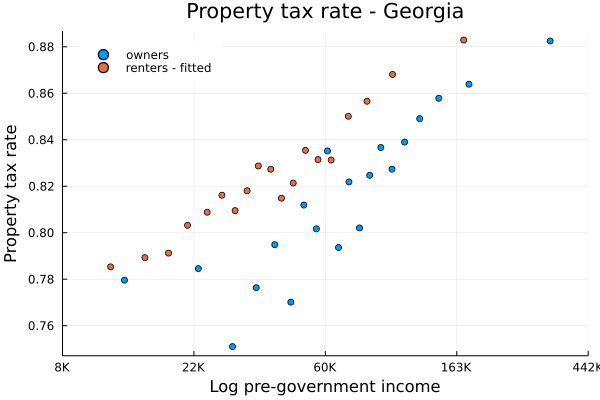 Property tax rate - Georgia
owners
renters - fitted
Property tax rate
0.88
0.86
0.84
0.82
0.80
0.78
0.76
8K 22K 60K 163K 442K
Log pre-government income